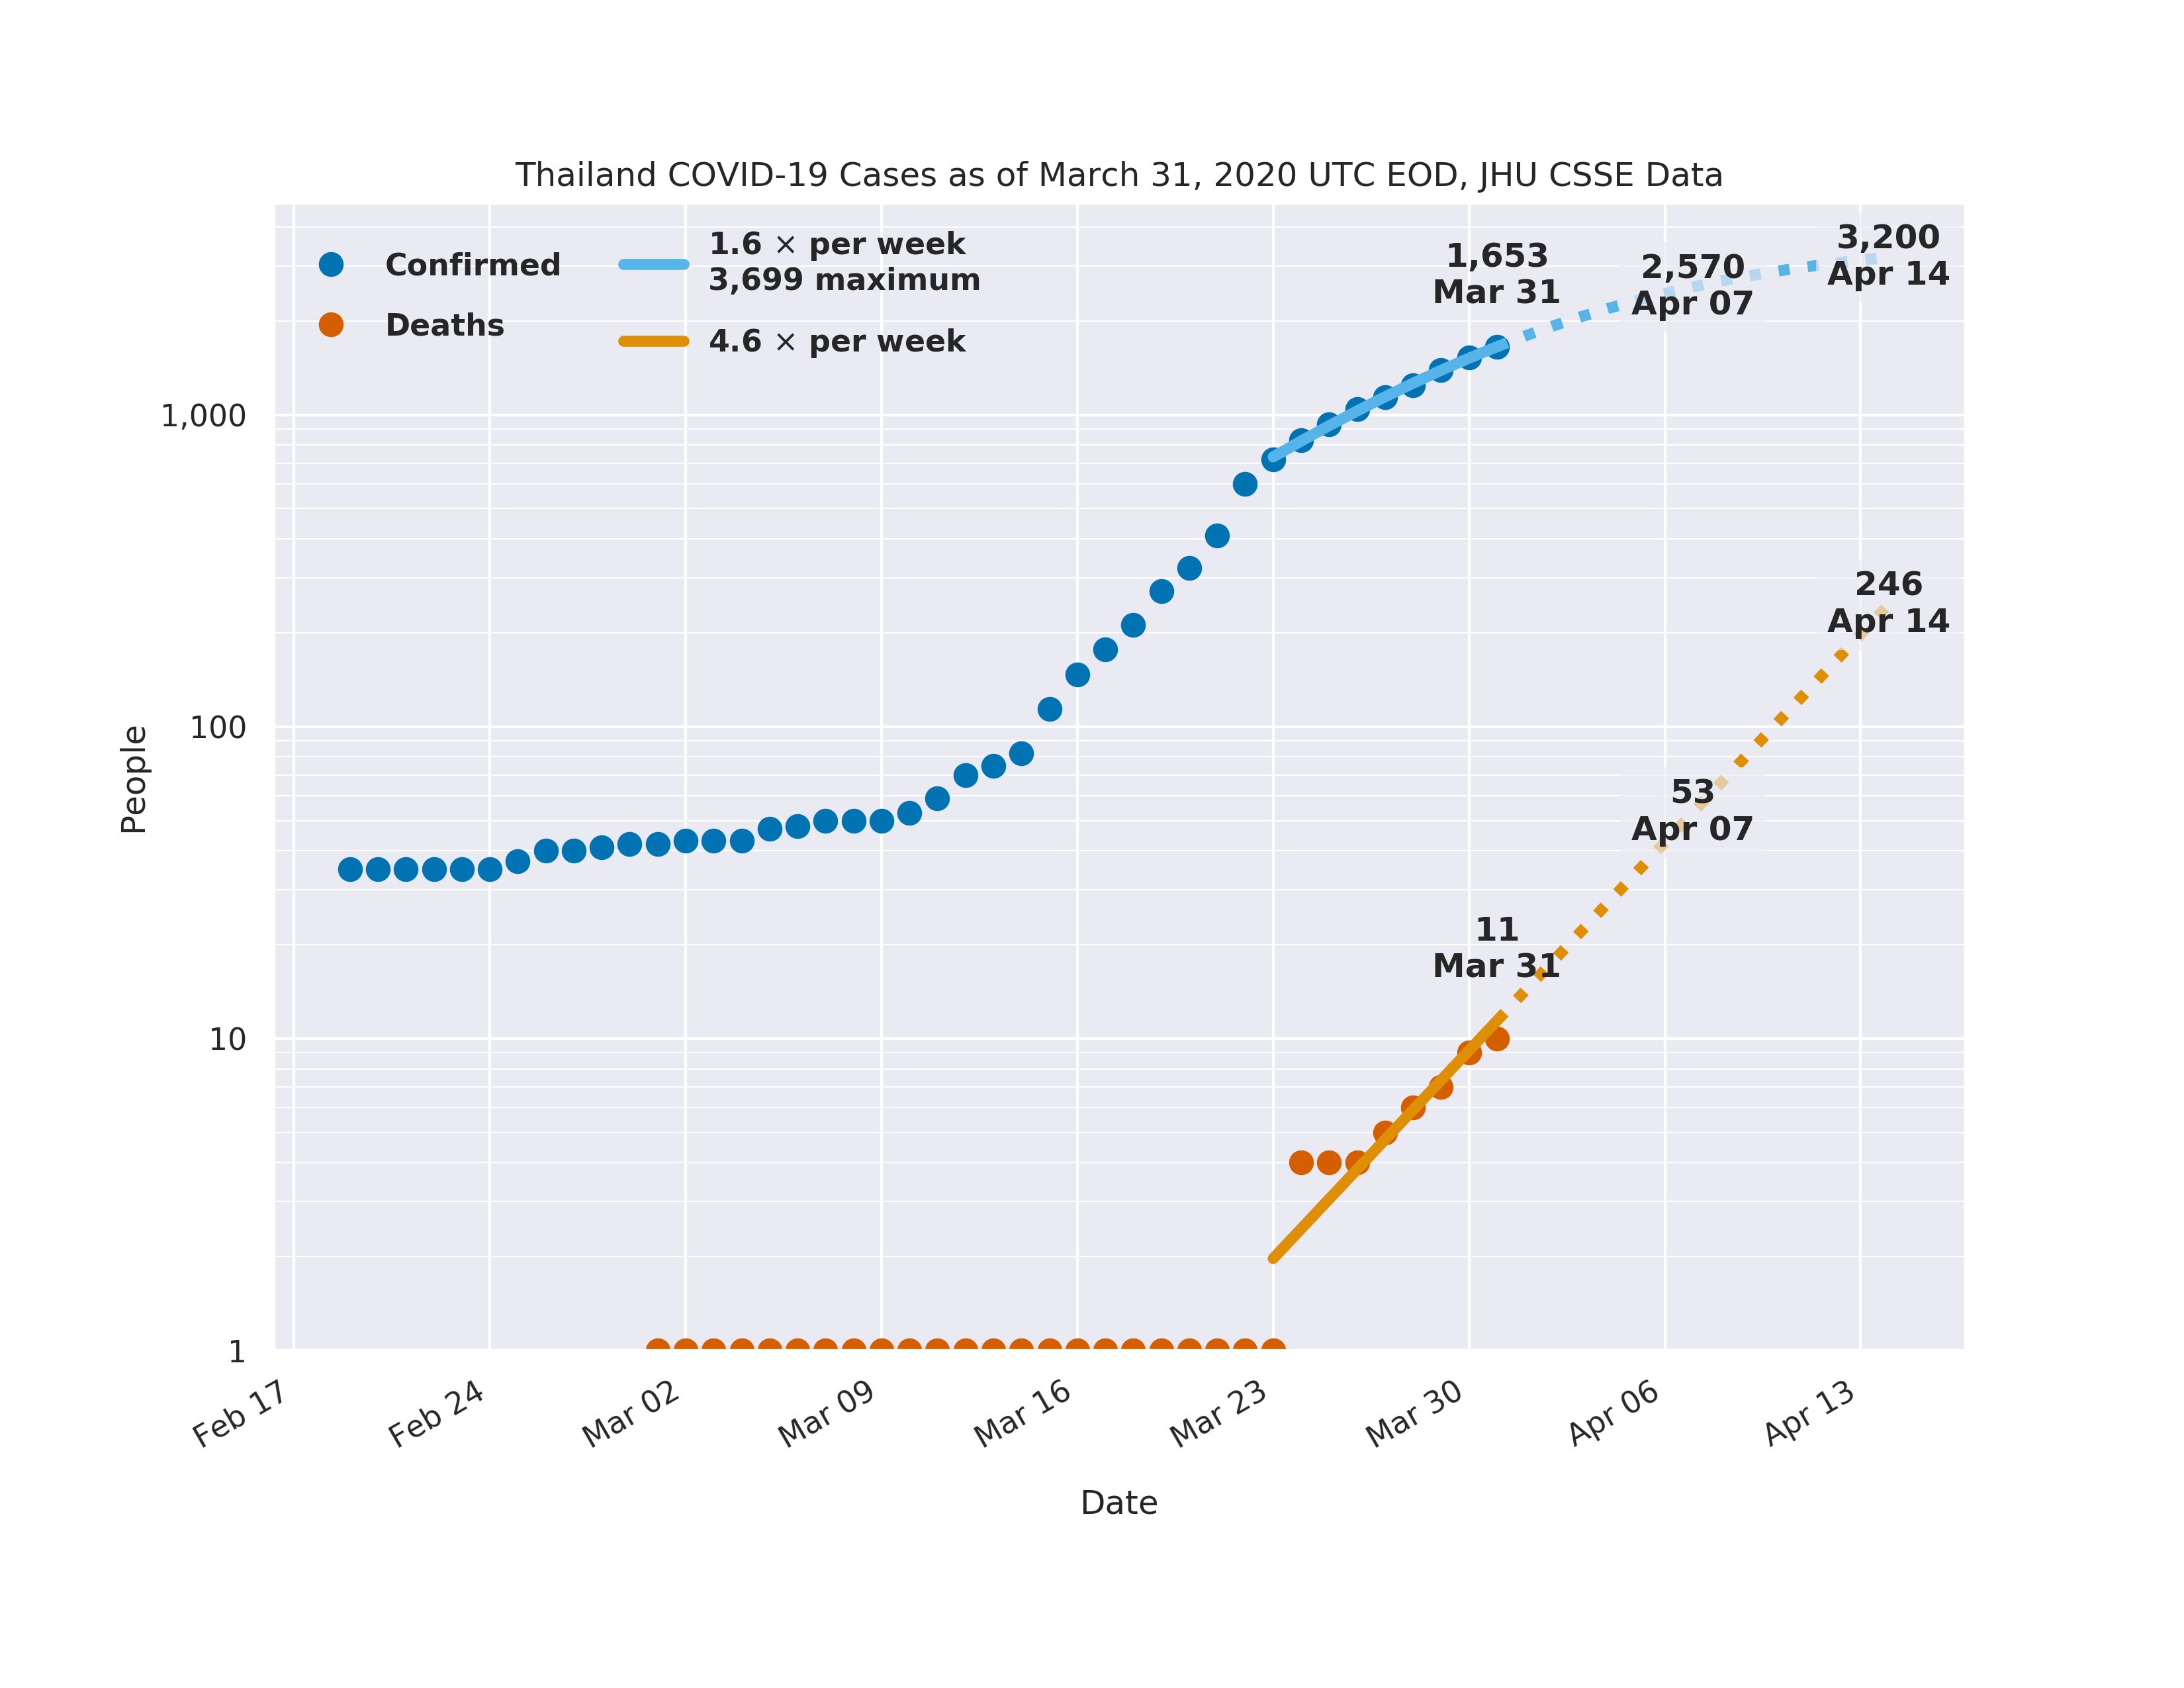 Thailand COVID-19 Cases as of March 31, 2020 UTC EOD, JHU CSSE Data
Confirmed
Deaths
1.6 × per week
3,699 maximum
4.6 × per week
1,653
Mar 31
2,570
Apr 07
3,200
Apr 14
246
Apr 14
53
Apr 07
11
Mar 31
People
1,000
100
10
1
Feb 17
Feb 24
Mar 02
Mar 09
Mar 16
Mar 23
Mar 30
Apr 06
Apr 13
Date